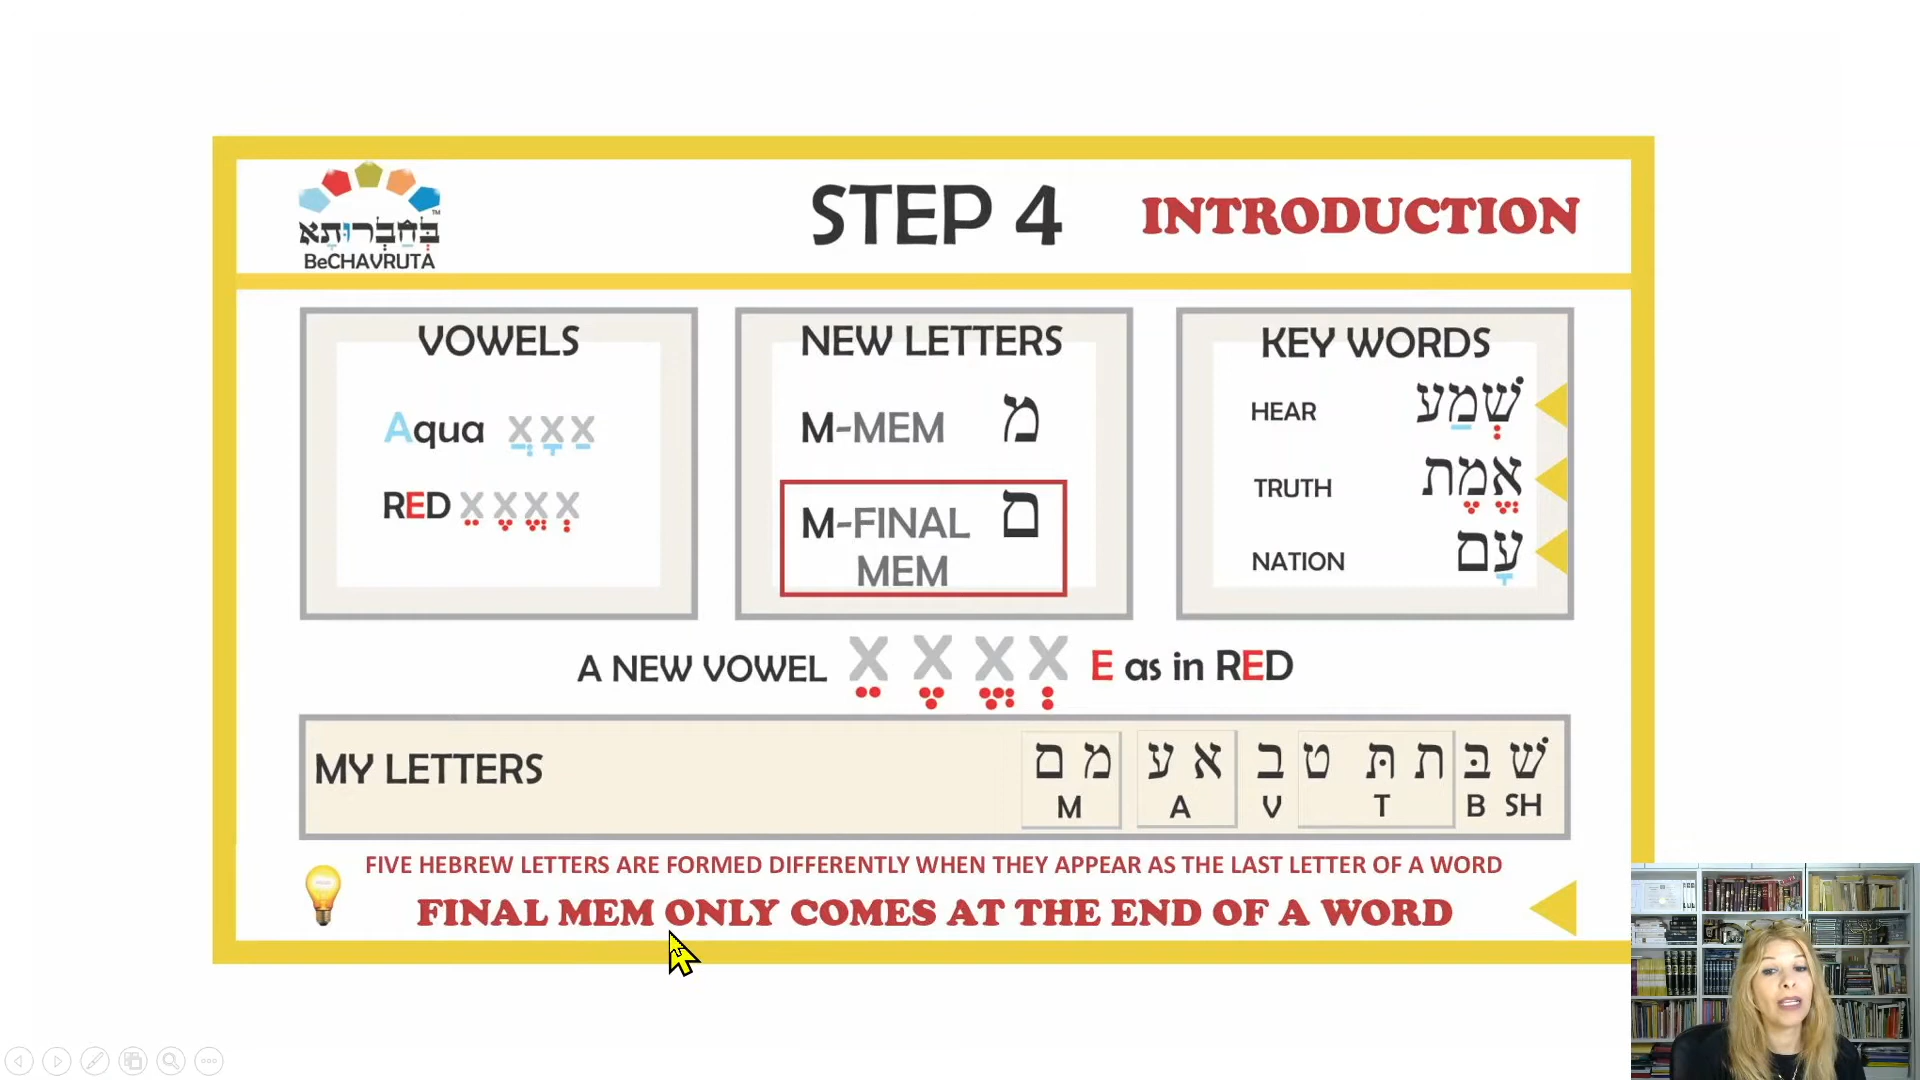 בְּחַבְרוּתָא
TM
BeCHAVRUTA
STEP 4
INTRODUCTION
VOWELS
Aqua XֲXָXַ
RED Xֵ Xֶ Xֱ Xְ
NEW LETTERS
M-MEM מ
M-FINAL ם
MEM
KEY WORDS
HEAR שְׁמַע
TRUTH אֱמֶת
NATION עָם
A NEW VOWEL Xֵ Xֶ Xֱ Xְ E as in RED
MY LETTERS
ם מ ע א ב ט תּ ת בּ שׁ
M A V T B SH
FIVE HEBREW LETTERS ARE FORMED DIFFERENTLY WHEN THEY APPEAR AS THE LAST LETTER OF A WORD
FINAL MEM ONLY COMES AT THE END OF A WORD